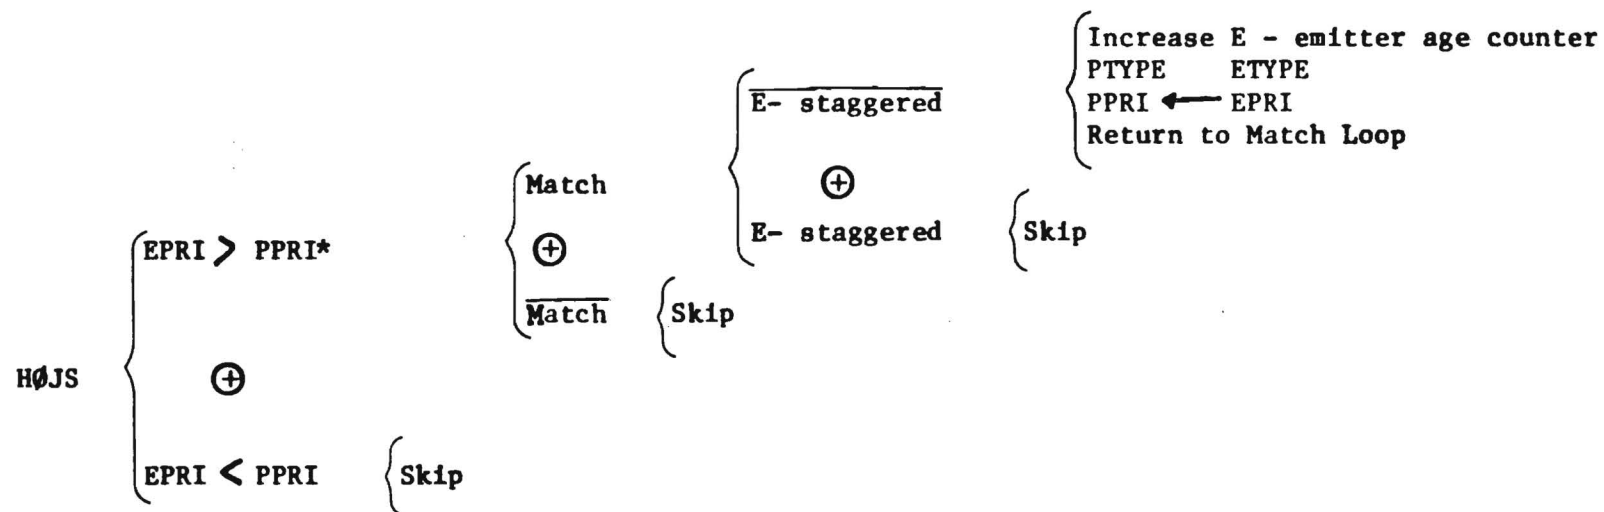 Increase E - emitter age counter
PTYPE ETYPE
E- staggered
PPRI ← EPRI
Return to Match Loop
Match
⊕
E- staggered
Skip
EPRI > PPRI*
⊕
Match
Skip
HØJS
⊕
EPRI < PPRI
Skip